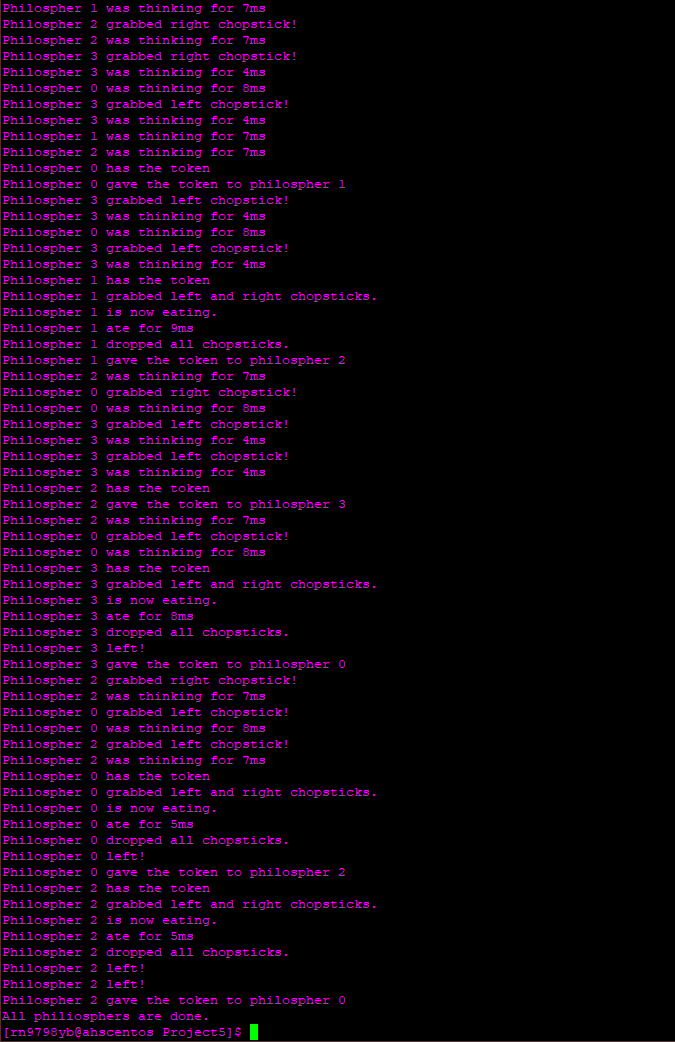 Philospher 1 was thinking for 7ms
Philospher 2 grabbed right chopstick!
Philospher 2 was thinking for 7ms
Philospher 3 grabbed right chopstick!
Philospher 3 was thinking for 4ms
Philospher 0 was thinking for 8ms
Philospher 3 grabbed left chopstick!
Philospher 3 was thinking for 4ms
Philospher 1 was thinking for 7ms
Philospher 2 was thinking for 7ms
Philospher 0 has the token
Philospher 0 gave the token to philospher 1
Philospher 3 grabbed left chopstick!
Philospher 3 was thinking for 4ms
Philospher 0 was thinking for 8ms
Philospher 3 grabbed left chopstick!
Philospher 3 was thinking for 4ms
Philospher 1 has the token
Philospher 1 grabbed left and right chopsticks.
Philospher 1 is now eating.
Philospher 1 ate for 9ms
Philospher 1 dropped all chopsticks.
Philospher 1 gave the token to philospher 2
Philospher 2 was thinking for 7ms
Philospher 0 grabbed right chopstick!
Philospher 0 was thinking for 8ms
Philospher 3 grabbed left chopstick!
Philospher 3 was thinking for 4ms
Philospher 3 grabbed left chopstick!
Philospher 3 was thinking for 4ms
Philospher 2 has the token
Philospher 2 gave the token to philospher 3
Philospher 2 was thinking for 7ms
Philospher 0 grabbed left chopstick!
Philospher 0 was thinking for 8ms
Philospher 3 has the token
Philospher 3 grabbed left and right chopsticks.
Philospher 3 is now eating.
Philospher 3 ate for 8ms
Philospher 3 dropped all chopsticks.
Philospher 3 left!
Philospher 3 gave the token to philospher 0
Philospher 2 grabbed right chopstick!
Philospher 2 was thinking for 7ms
Philospher 0 grabbed left chopstick!
Philospher 0 was thinking for 8ms
Philospher 2 grabbed left chopstick!
Philospher 2 was thinking for 7ms
Philospher 0 has the token
Philospher 0 grabbed left and right chopsticks.
Philospher 0 is now eating.
Philospher 0 ate for 5ms
Philospher 0 dropped all chopsticks.
Philospher 0 left!
Philospher 0 gave the token to philospher 2
Philospher 2 has the token
Philospher 2 grabbed left and right chopsticks.
Philospher 2 is now eating.
Philospher 2 ate for 5ms
Philospher 2 dropped all chopsticks.
Philospher 2 left!
Philospher 2 left!
Philospher 2 gave the token to philospher 0
All philiosphers are done.
[rn9798yb@ahscentos Project5]$